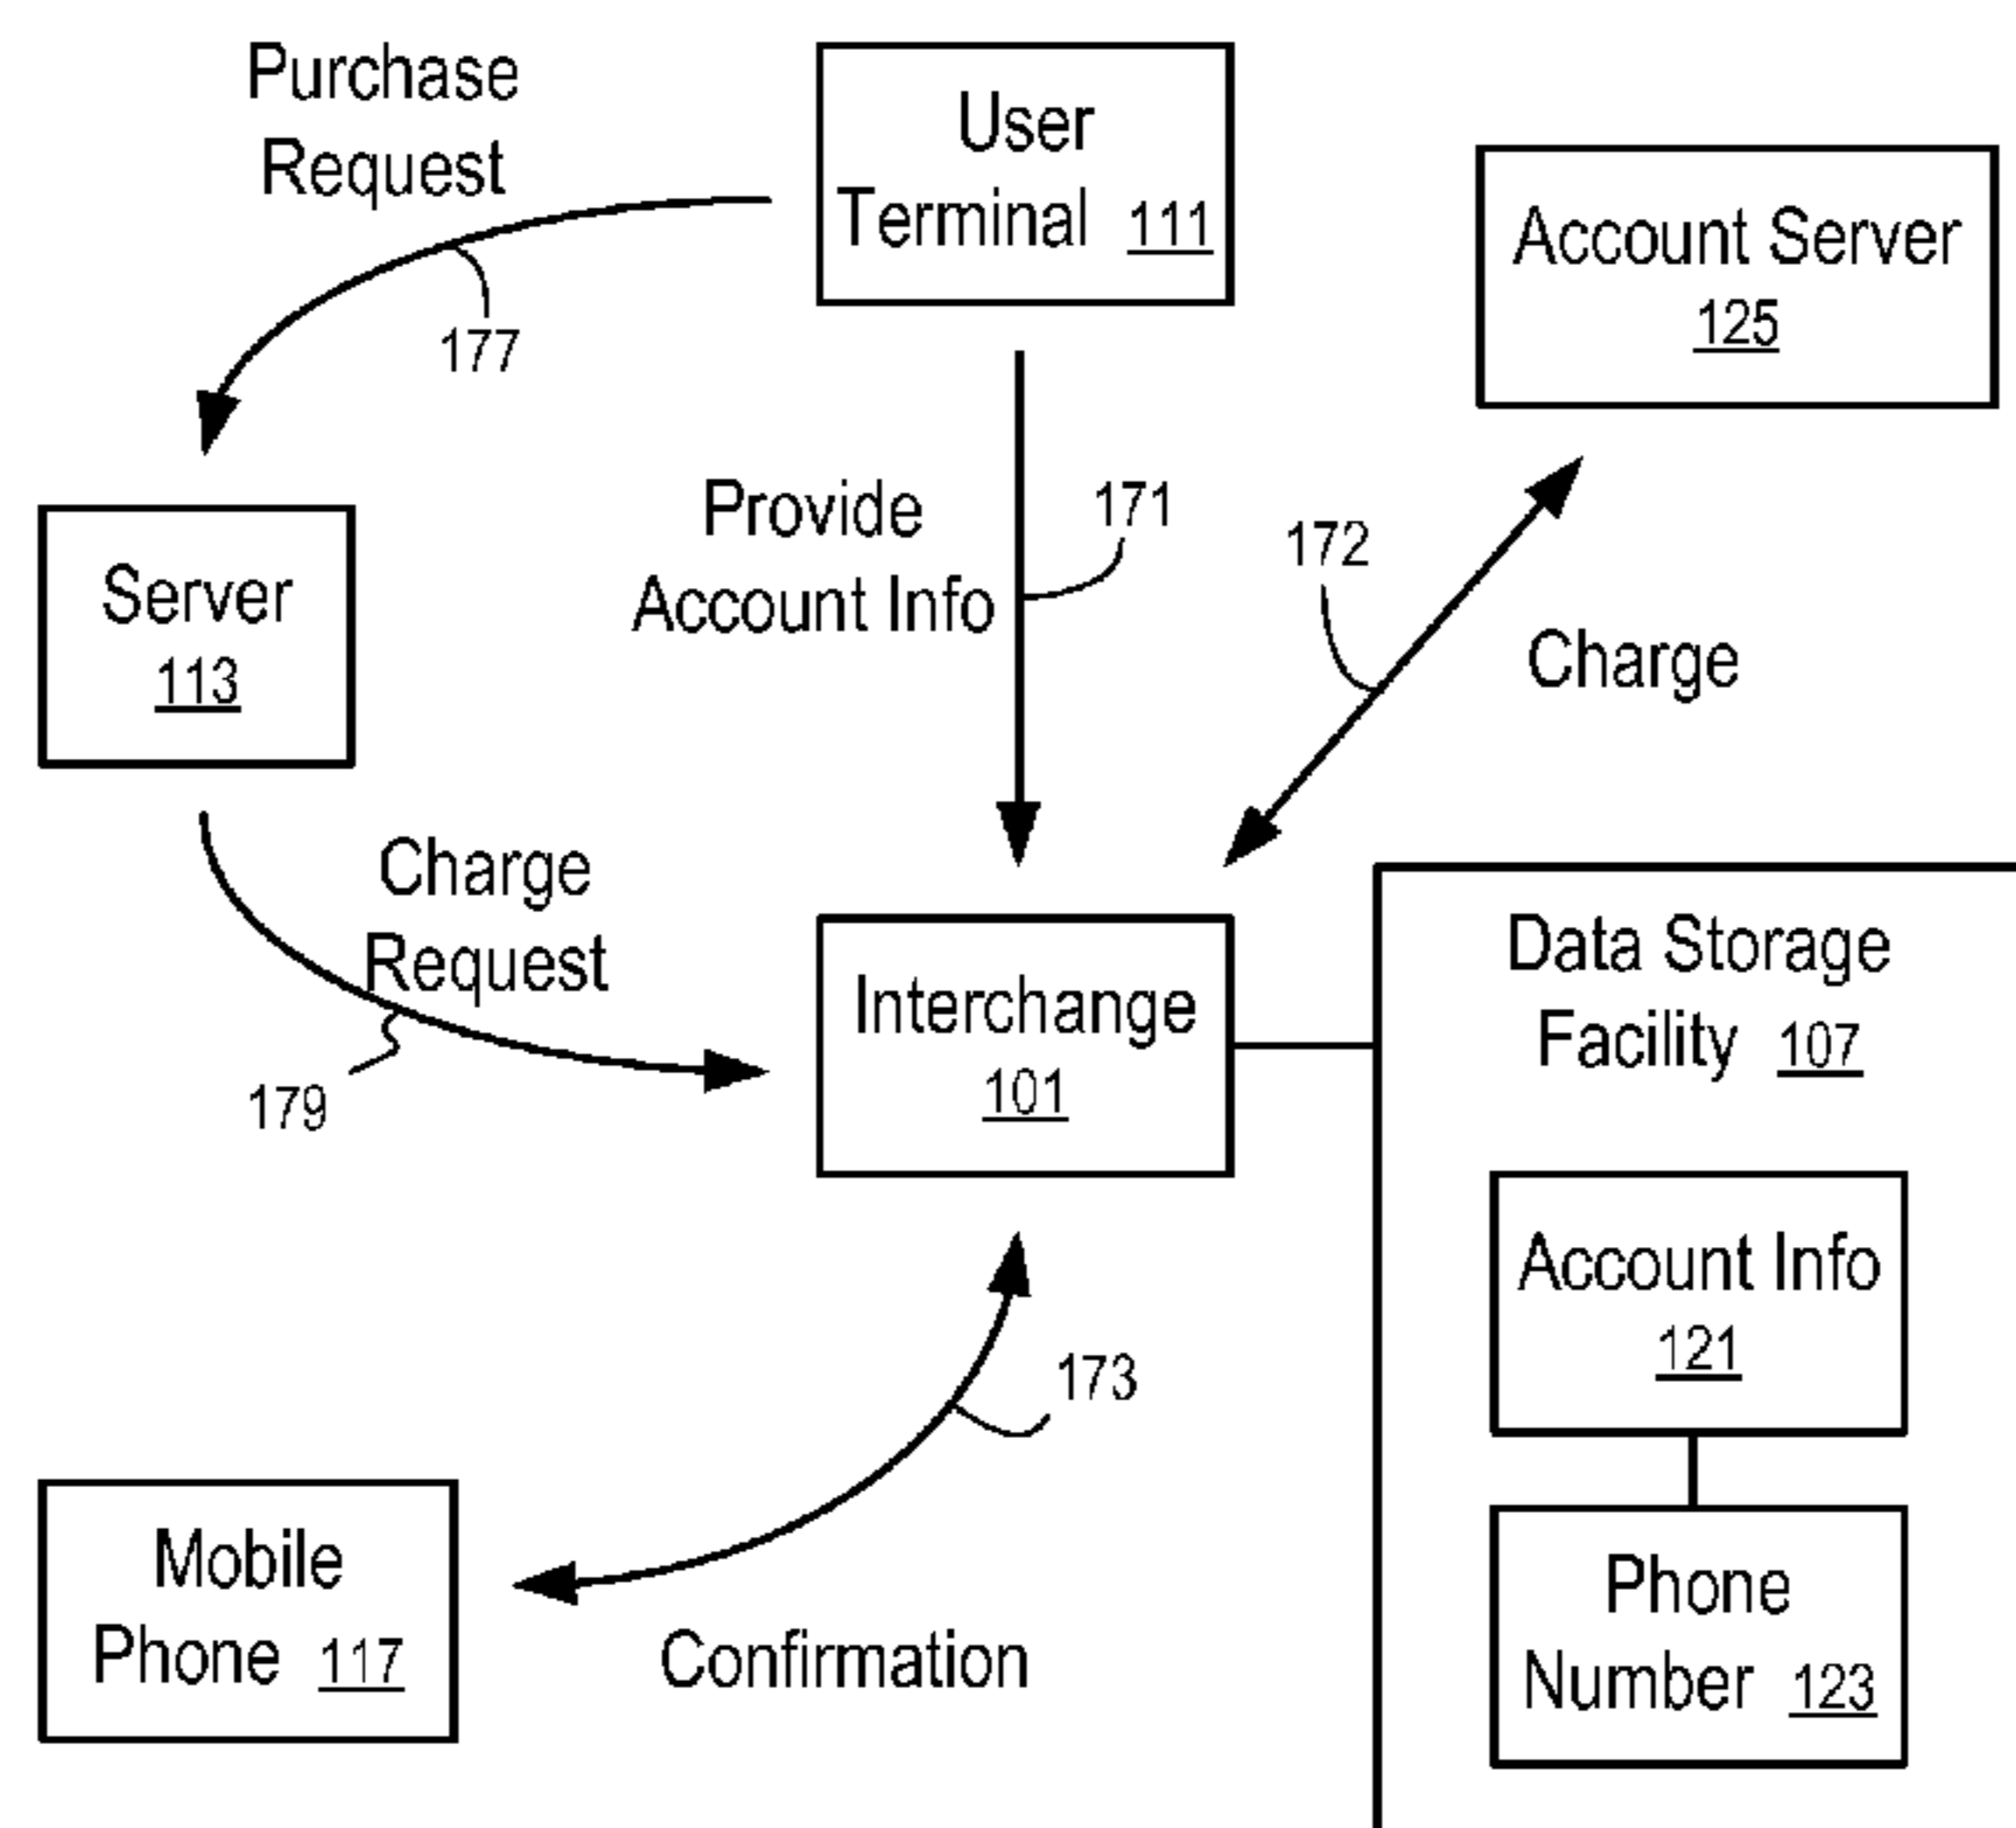 Purchase
Request
177
User
Terminal 111
Account Server
125
Server
113
Provide
Account Info
171
172
Charge
Charge
Request
179
Interchange
101
Data Storage
Facility 107
Account Info
121
Phone
Number 123
173
Mobile
Phone 117
Confirmation